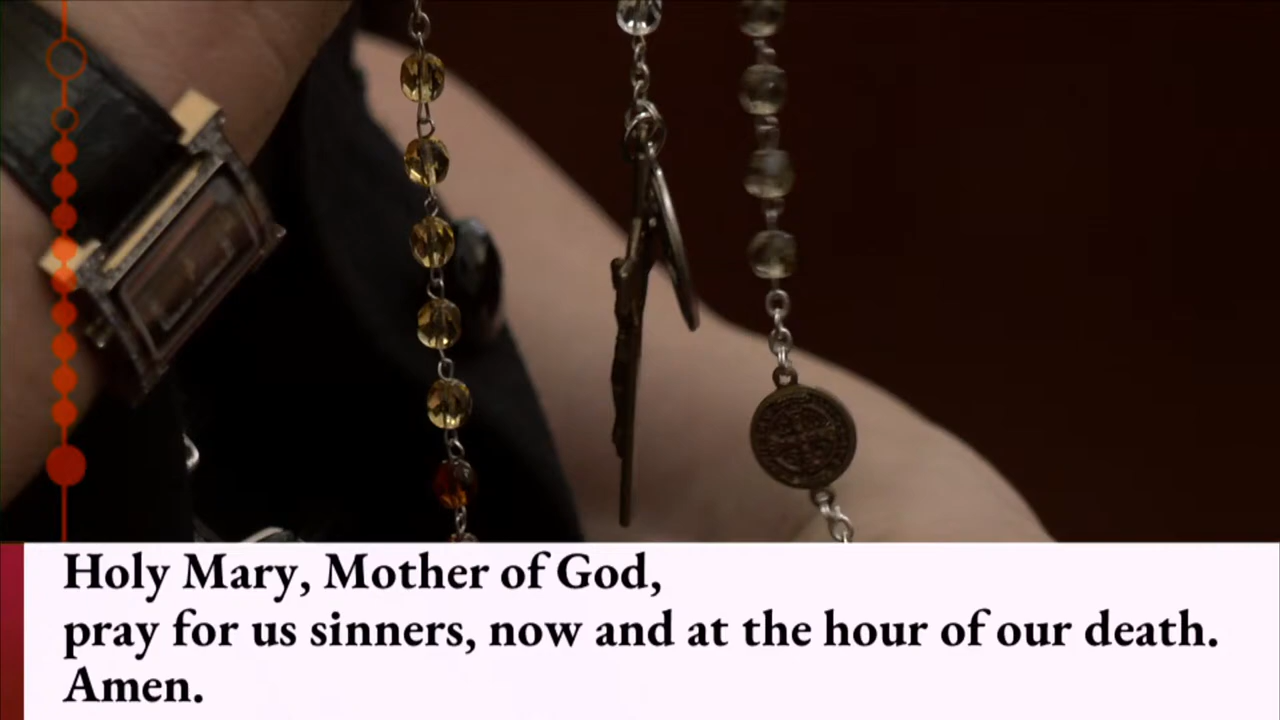 Holy Mary, Mother of God,
pray for us sinners, now and at the hour of our death.
Amen.